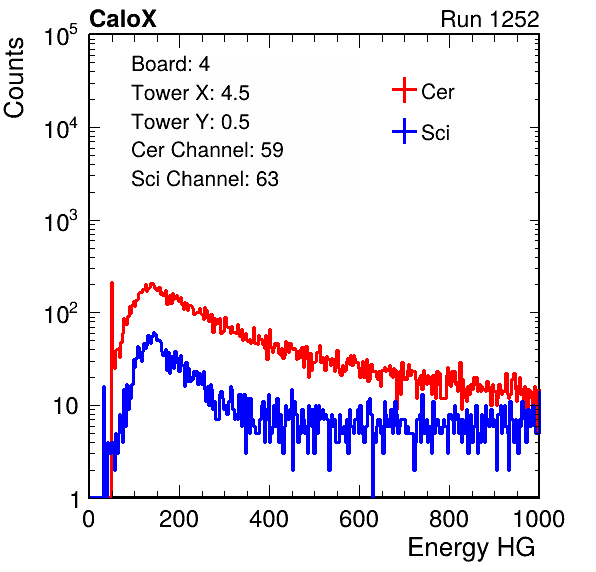 CaloX Run 1252
Counts
10^5
10^4
10^3
10^2
10
1
Board: 4
Tower X: 4.5
Tower Y: 0.5
Cer Channel: 59
Sci Channel: 63
Cer
Sci
0 200 400 600 800 1000
Energy HG